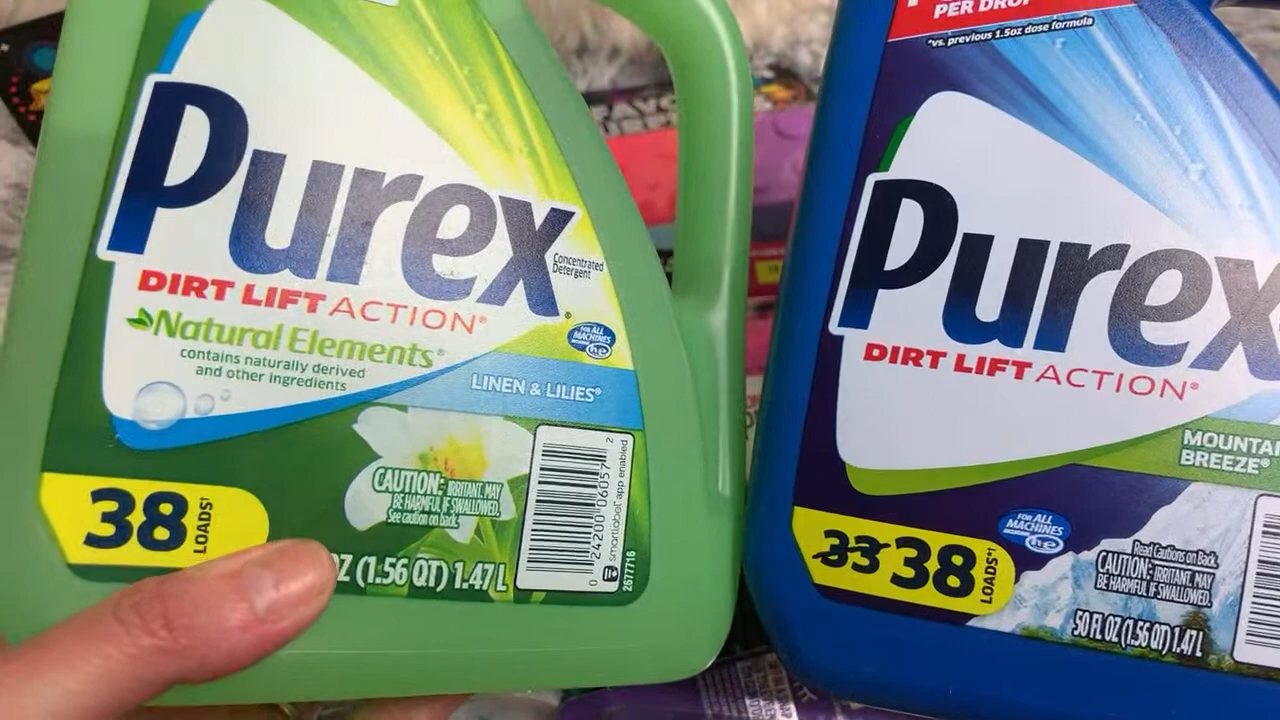 Purex
Concentrated
Detergent
DIRT LIFT ACTION®
Natural Elements®
contains naturally derived
and other ingredients
FOR ALL
MACHINES
he
LINEN & LILIES®
CAUTION: IRRITANT. MAY
BE HARMFUL IF SWALLOWED.
See caution on back.
38 LOADS†
Z (1.56 QT) 1.47 L
0 24200 06057 2
smartlabel® app enabled
2677716
PER DROP
*vs. previous 1.5oz dose formula
Purex
DIRT LIFT ACTION®
MOUNTAI
BREEZE®
FOR ALL
MACHINES
he
33 38 LOADS*†
Read Cautions on Back.
CAUTION: IRRITANT. MAY
BE HARMFUL IF SWALLOWED.
50 FL OZ (1.56 QT) 1.47 L